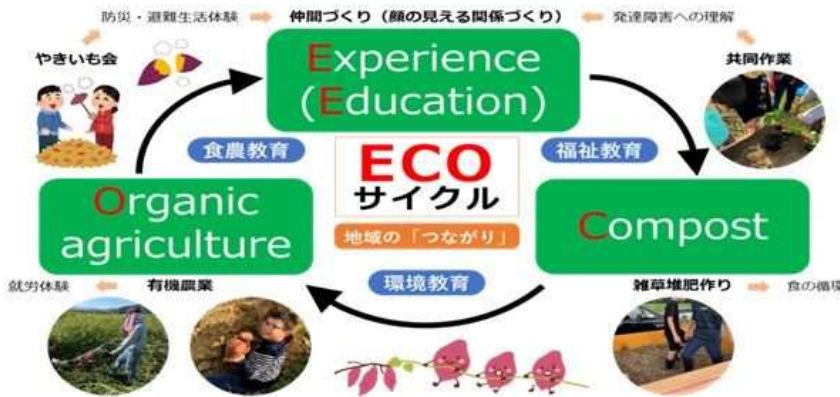 防災・避難生活体験
仲間づくり（顔の見える関係づくり）
発達障害への理解
やきいも会
Experience
(Education)
共同作業
食農教育
ECO
サイクル
福祉教育
Organic
agriculture
地域の「つながり」
Compost
就労体験
有機農業
環境教育
雑草堆肥作り
食の循環